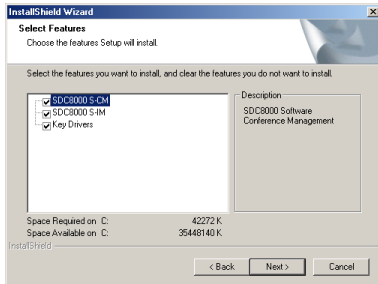 InstallShield Wizard
Select Features
Choose the features Setup will install.
Select the features you want to install, and clear the features you do not want to install.
SDC8000 S-CM
SDC8000 S-IM
Key Drivers
Description
SDC8000 Software
Conference Management
Space Required on C: 42272 K
Space Available on C: 35448140 K
InstallShield
< Back Next > Cancel